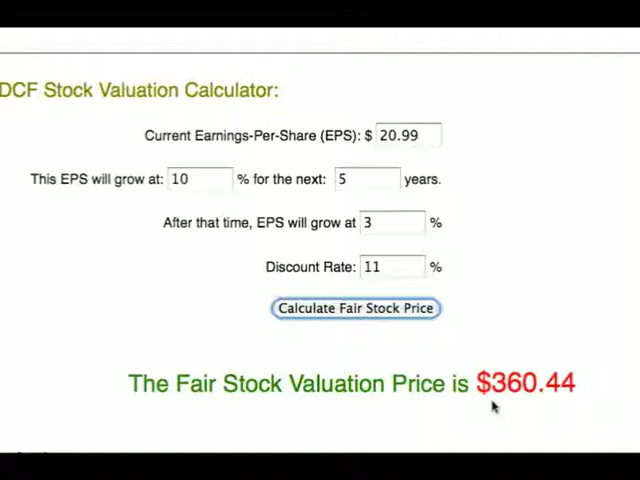 DCF Stock Valuation Calculator:
Current Earnings-Per-Share (EPS): $ 20.99
This EPS will grow at: 10 % for the next: 5 years.
After that time, EPS will grow at 3 %
Discount Rate: 11 %
Calculate Fair Stock Price
The Fair Stock Valuation Price is $360.44